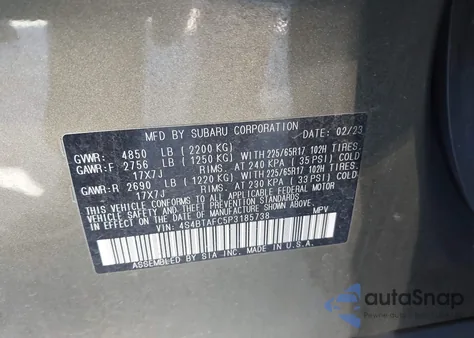 MFD BY SUBARU CORPORATION DATE: 02/23
GVWR: 4850 LB (2200 KG)
GAWR:F 2756 LB (1250 KG) WITH 225/65R17 102H TIRES.
17X7J RIMS. AT 240 KPA (35 PSI) COLD
GAWR:R 2690 LB (1220 KG) WITH 225/65R17 102H TIRES.
17X7J RIMS. AT 230 KPA (33 PSI) COLD
THIS VEHICLE CONFORMS TO ALL APPLICABLE FEDERAL MOTOR
VEHICLE SAFETY, BUMPER, AND THEFT PREVENTION STANDARDS
IN EFFECT ON THE DATE OF MANUFACTURE SHOWN ABOVE.
VIN: 4S4BTAFC5P3185738 MPV
ASSEMBLED BY SIA INC. MADE IN U.S.A.
autoSnap